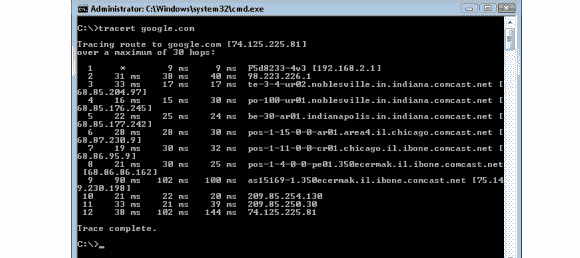 Administrator: C:\Windows\system32\cmd.exe
C:\>tracert google.com
Tracing route to google.com [74.125.225.81]
over a maximum of 30 hops:
1 * 9 ms 9 ms F5d8233-4v3 [192.168.2.1]
2 31 ms 38 ms 40 ms 98.223.226.1
3 33 ms 17 ms 17 ms te-3-4-ur02.noblesville.in.indiana.comcast.net [
68.85.204.97]
4 16 ms 15 ms 30 ms po-100-ur01.noblesville.in.indiana.comcast.net [
68.85.176.245]
5 22 ms 25 ms 24 ms be-30-ar01.indianapolis.in.indiana.comcast.net [
68.85.177.242]
6 28 ms 28 ms 30 ms pos-1-15-0-0-ar01.area4.il.chicago.comcast.net [
68.87.230.9]
7 19 ms 30 ms 32 ms pos-1-11-0-0-cr01.chicago.il.ibone.comcast.net [
68.86.95.9]
8 21 ms 30 ms 25 ms pos-1-4-0-0-pe01.350ecermak.il.ibone.comcast.net
[68.86.86.162]
9 90 ms 102 ms 100 ms as15169-1.350ecermak.il.ibone.comcast.net [75.14
9.230.198]
10 21 ms 22 ms 20 ms 209.85.254.130
11 33 ms 21 ms 39 ms 209.85.250.30
12 38 ms 102 ms 144 ms 74.125.225.81
Trace complete.
C:\>_